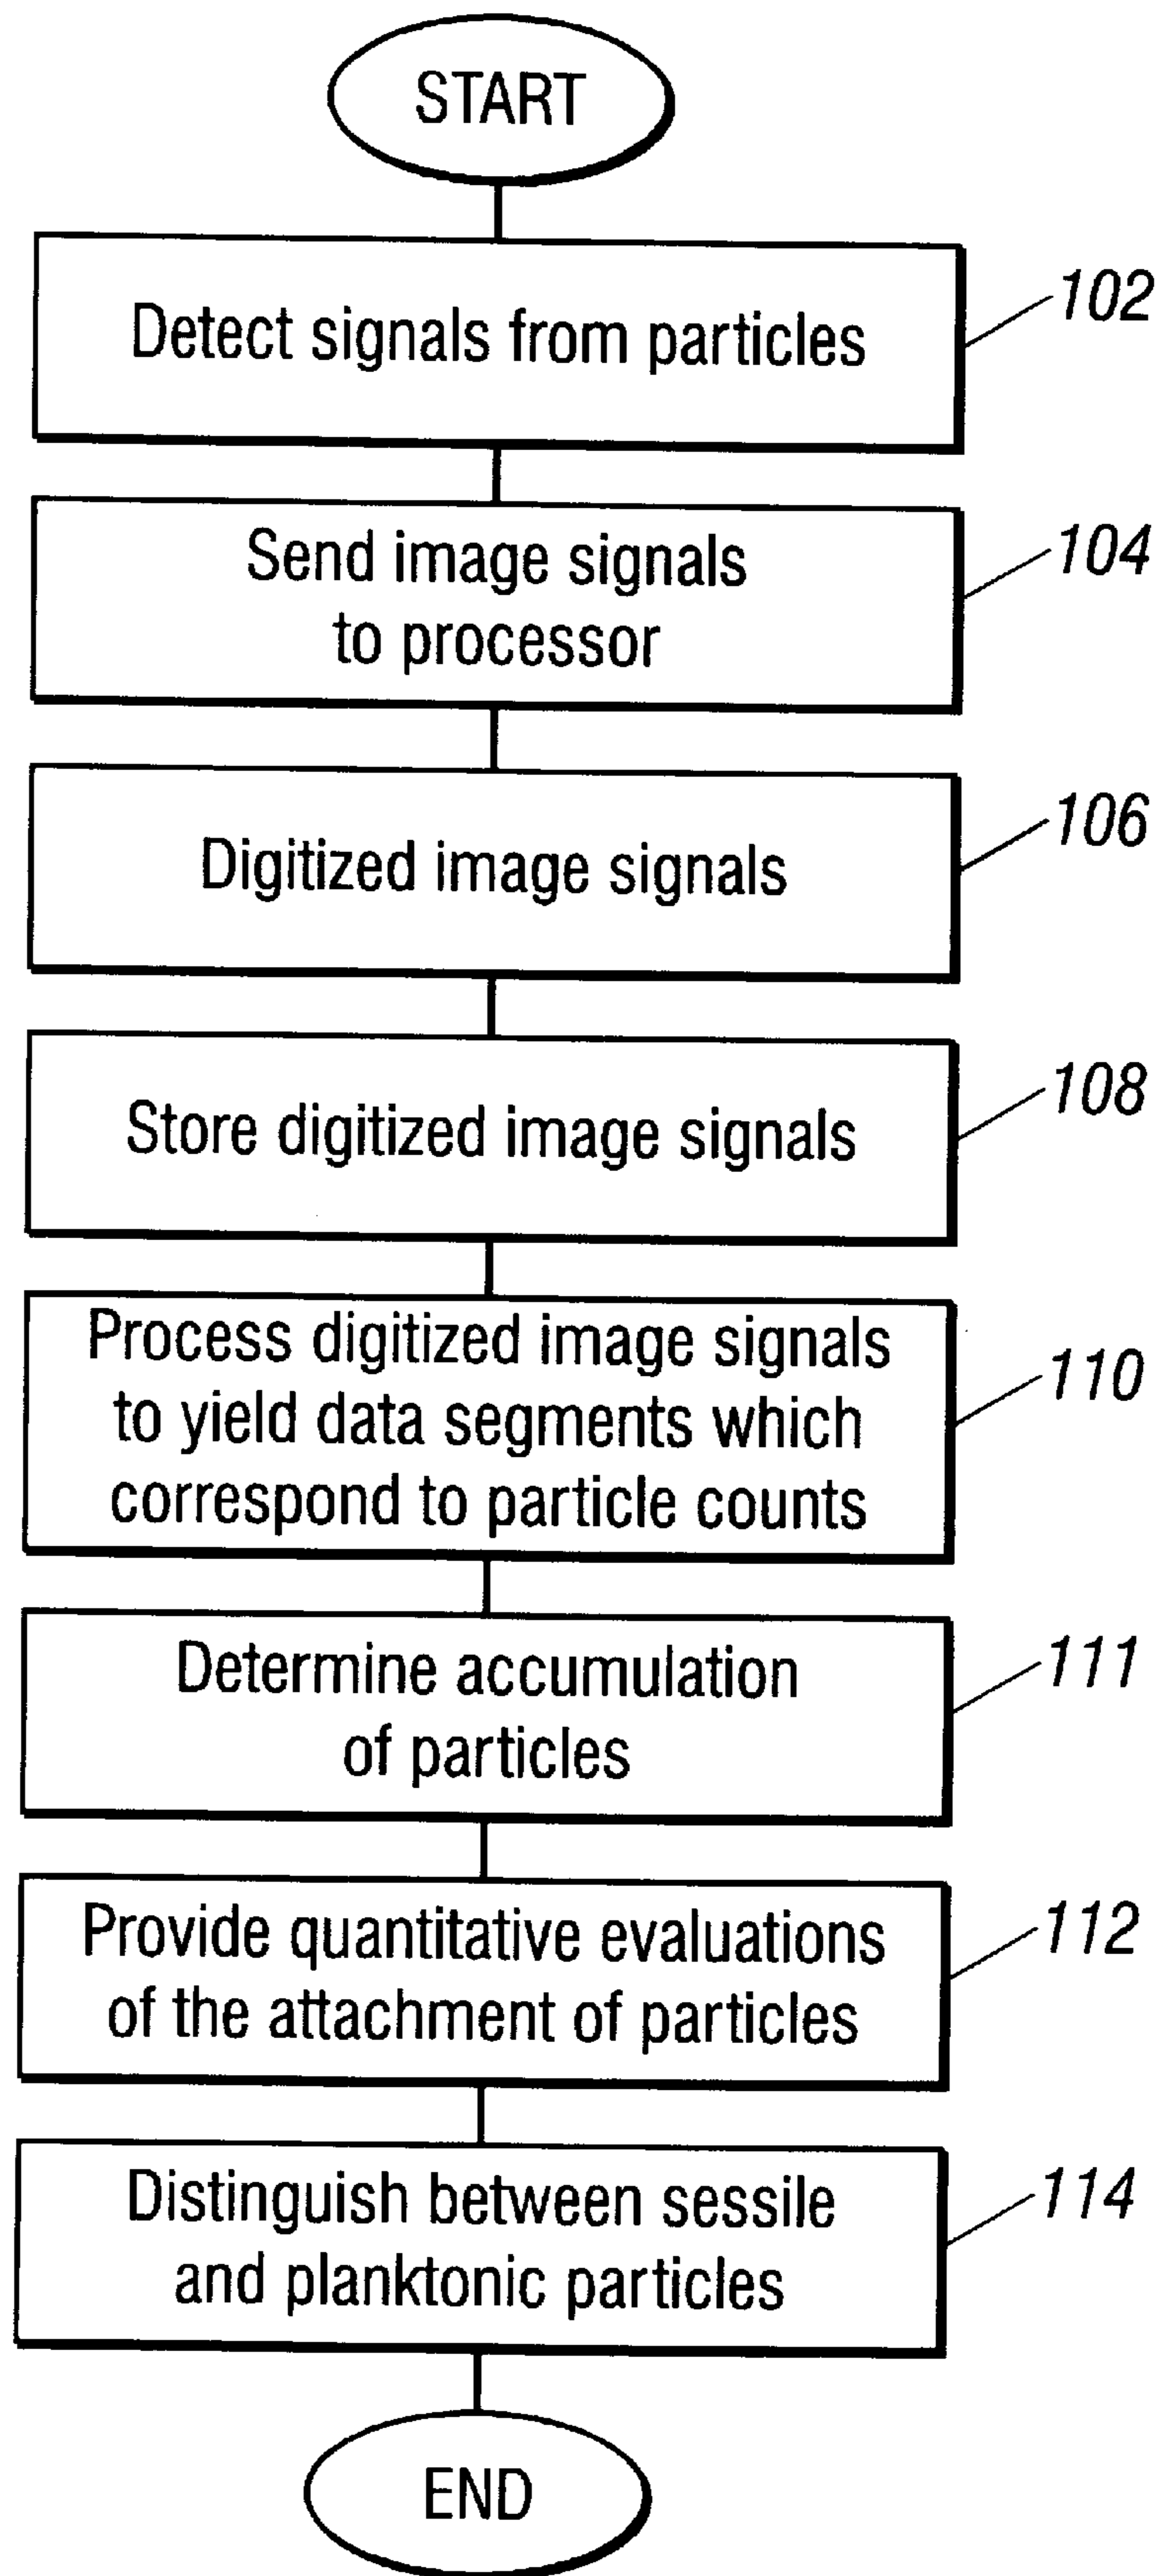 START
Detect signals from particles
102
Send image signals
to processor
104
Digitized image signals
106
Store digitized image signals
108
Process digitized image signals
to yield data segments which
correspond to particle counts
110
Determine accumulation
of particles
111
Provide quantitative evaluations
of the attachment of particles
112
Distinguish between sessile
and planktonic particles
114
END